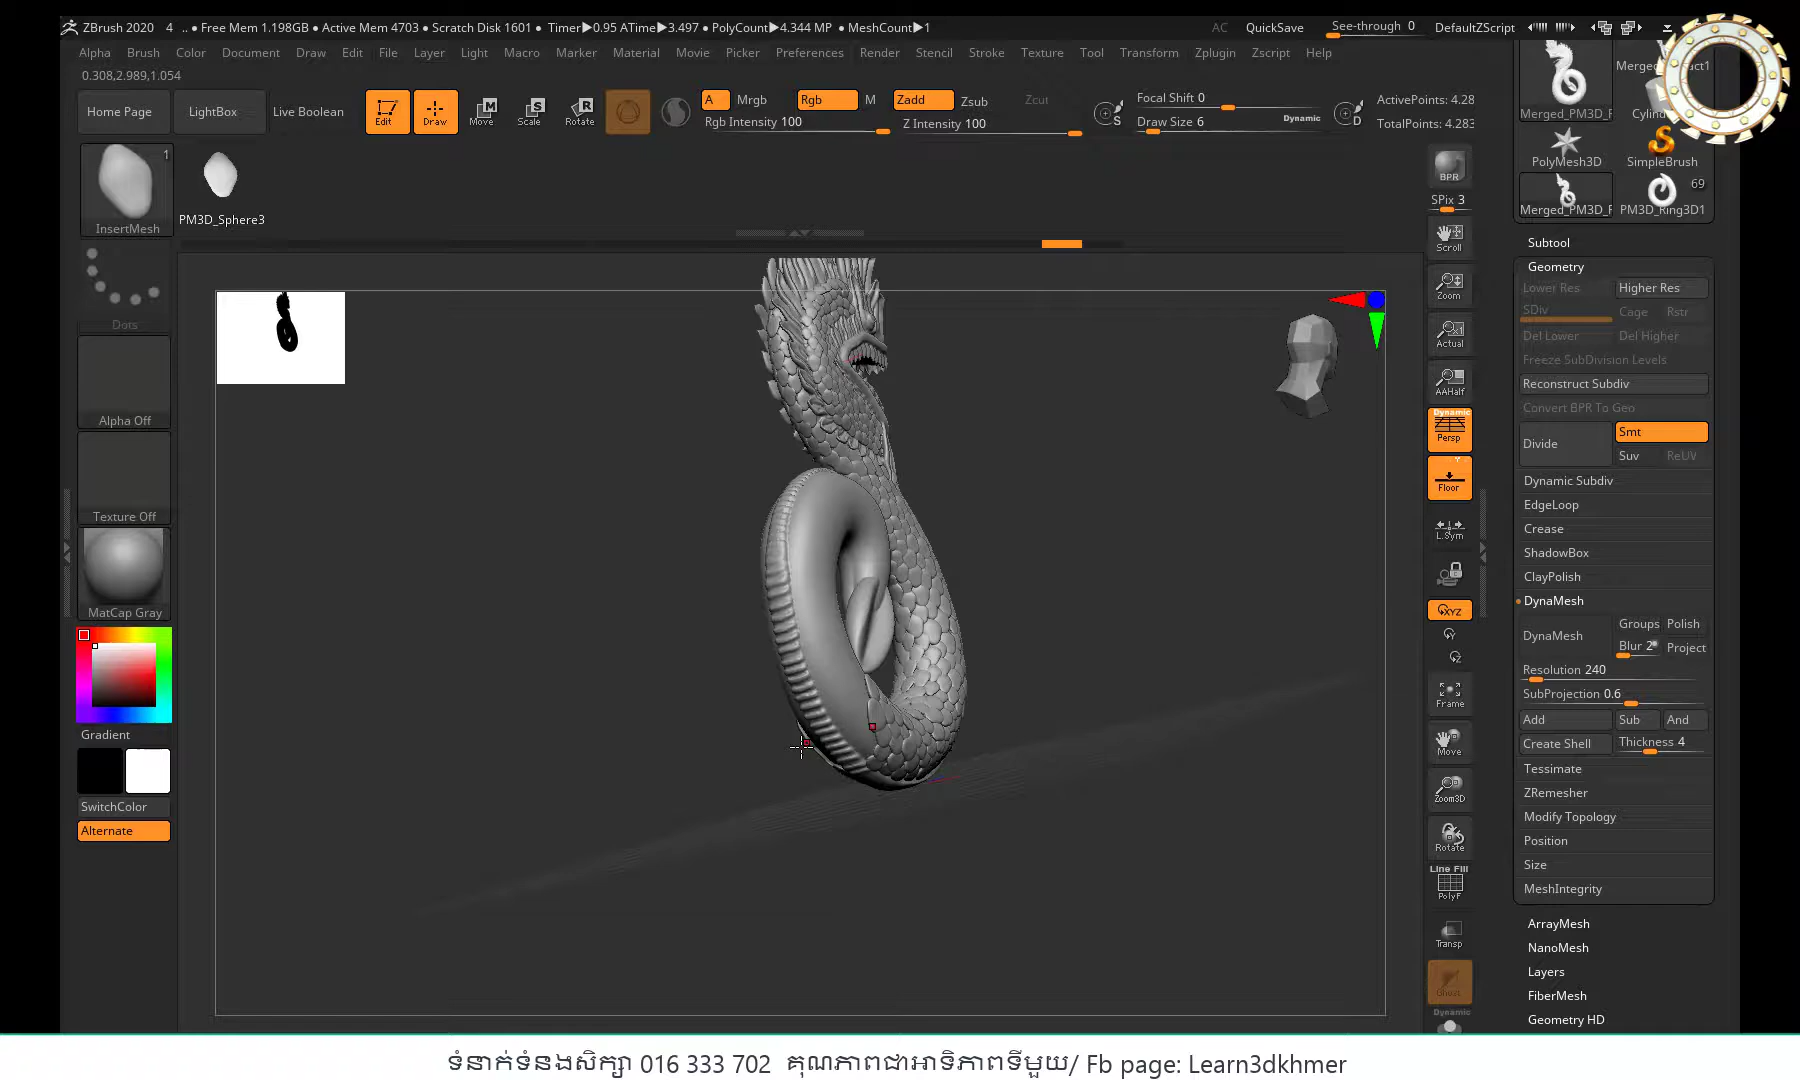 ZBrush 2020 4 .. ● Free Mem 1.198GB ● Active Mem 4703 ● Scratch Disk 1601 ● Timer▶0.95 ATime▶3.497 ● PolyCount▶4.344 MP ● MeshCount▶1 AC QuickSave See-through 0 DefaultZScript
Alpha Brush Color Document Draw Edit File Layer Light Macro Marker Material Movie Picker Preferences Render Stencil Stroke Texture Tool Transform Zplugin Zscript Help
0.308,2.989,1.054
Home Page LightBox Live Boolean Edit Draw Move Scale Rotate
A Mrgb Rgb M Zadd Zsub Zcut
Rgb Intensity 100 Z Intensity 100
Focal Shift 0
Draw Size 6 Dynamic
ActivePoints: 4.28
TotalPoints: 4.283
1
InsertMesh
PM3D_Sphere3
Dots
Alpha Off
Texture Off
MatCap Gray
Gradient
SwitchColor
Alternate
BPR
SPix 3
Scroll
Zoom
Actual
AAHalf
Dynamic
Persp
Floor
L.Sym
XYZ
Frame
Move
Zoom3D
Rotate
Line Fill
PolyF
Transp
Ghost
Dynamic
Merged_PM3D_F
PolyMesh3D SimpleBrush
69
Merged_PM3D_F PM3D_Ring3D1
Subtool
Geometry
Lower Res Higher Res
SDiv Cage Rstr
Del Lower Del Higher
Freeze SubDivision Levels
Reconstruct Subdiv
Convert BPR To Geo
Divide Smt
Suv ReUV
Dynamic Subdiv
EdgeLoop
Crease
ShadowBox
ClayPolish
DynaMesh
DynaMesh Groups Polish
Blur 2 Project
Resolution 240
SubProjection 0.6
Add Sub And
Create Shell Thickness 4
Tessimate
ZRemesher
Modify Topology
Position
Size
MeshIntegrity
ArrayMesh
NanoMesh
Layers
FiberMesh
Geometry HD
ទំនាក់ទំនងសិក្សា 016 333 702 គុណភាពជាអាទិភាពទីមួយ/ Fb page: Learn3dkhmer